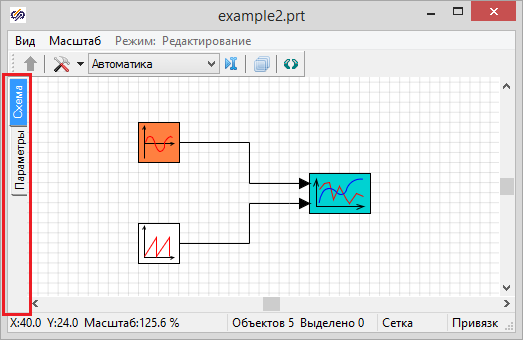 example2.prt
Вид Масштаб Режим: Редактирование
Автоматика
Схема
Параметры
X:40.0 Y:24.0 Масштаб:125.6 % Объектов 5 Выделено 0 Сетка Привязк